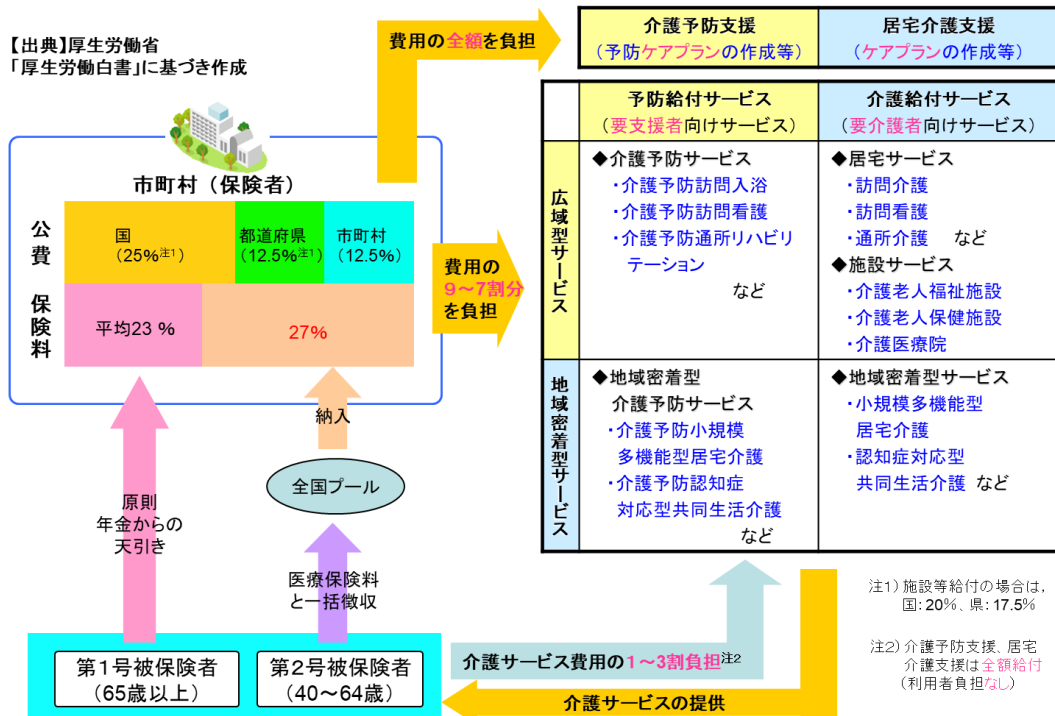 【出典】厚生労働省
「厚生労働白書」に基づき作成
費用の全額を負担
介護予防支援
(予防ケアプランの作成等)
居宅介護支援
(ケアプランの作成等)
市町村(保険者)
公費
国
(25%注1)
都道府県
(12.5%注1)
市町村
(12.5%)
保険料
平均23 %
27%
費用の
9~7割分
を負担
予防給付サービス
(要支援者向けサービス)
介護給付サービス
(要介護者向けサービス)
広域型サービス
◆介護予防サービス
・介護予防訪問入浴
・介護予防訪問看護
・介護予防通所リハビリ
テーション
など
◆居宅サービス
・訪問介護
・訪問看護
・通所介護 など
◆施設サービス
・介護老人福祉施設
・介護老人保健施設
・介護医療院
地域密着型サービス
◆地域密着型
介護予防サービス
・介護予防小規模
多機能型居宅介護
・介護予防認知症
対応型共同生活介護
など
◆地域密着型サービス
・小規模多機能型
居宅介護
・認知症対応型
共同生活介護 など
納入
全国プール
原則
年金からの
天引き
医療保険料
と一括徴収
第1号被保険者
(65歳以上)
第2号被保険者
(40~64歳)
介護サービス費用の1~3割負担注2
介護サービスの提供
注1)施設等給付の場合は,
国:20%、県:17.5%
注2)介護予防支援、居宅
介護支援は全額給付
(利用者負担なし)